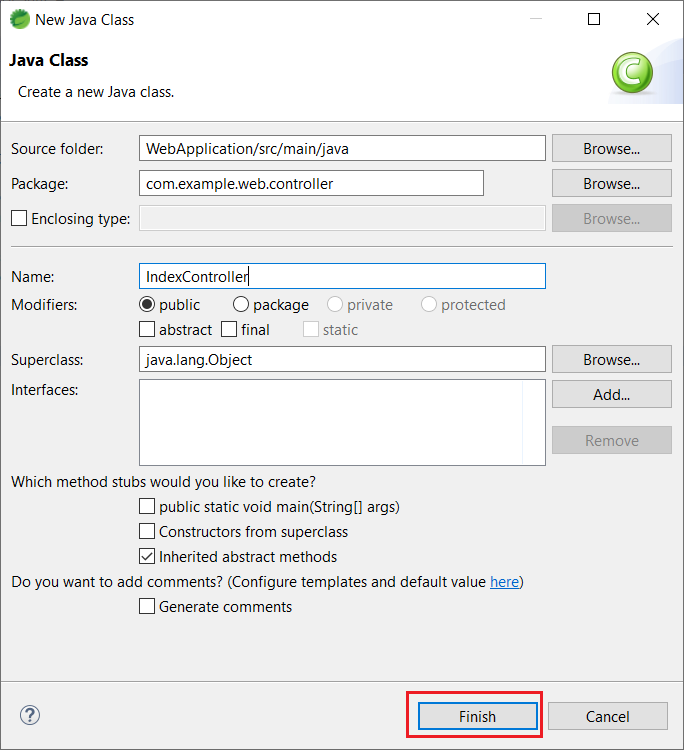 New Java Class
Java Class
Create a new Java class.
C
Source folder: WebApplication/src/main/java Browse...
Package: com.example.web.controller Browse...
Enclosing type: Browse...
Name: IndexController
Modifiers: public package private protected
abstract final static
Superclass: java.lang.Object Browse...
Interfaces: Add...
Remove
Which method stubs would you like to create?
public static void main(String[] args)
Constructors from superclass
Inherited abstract methods
Do you want to add comments? (Configure templates and default value here)
Generate comments
? Finish Cancel